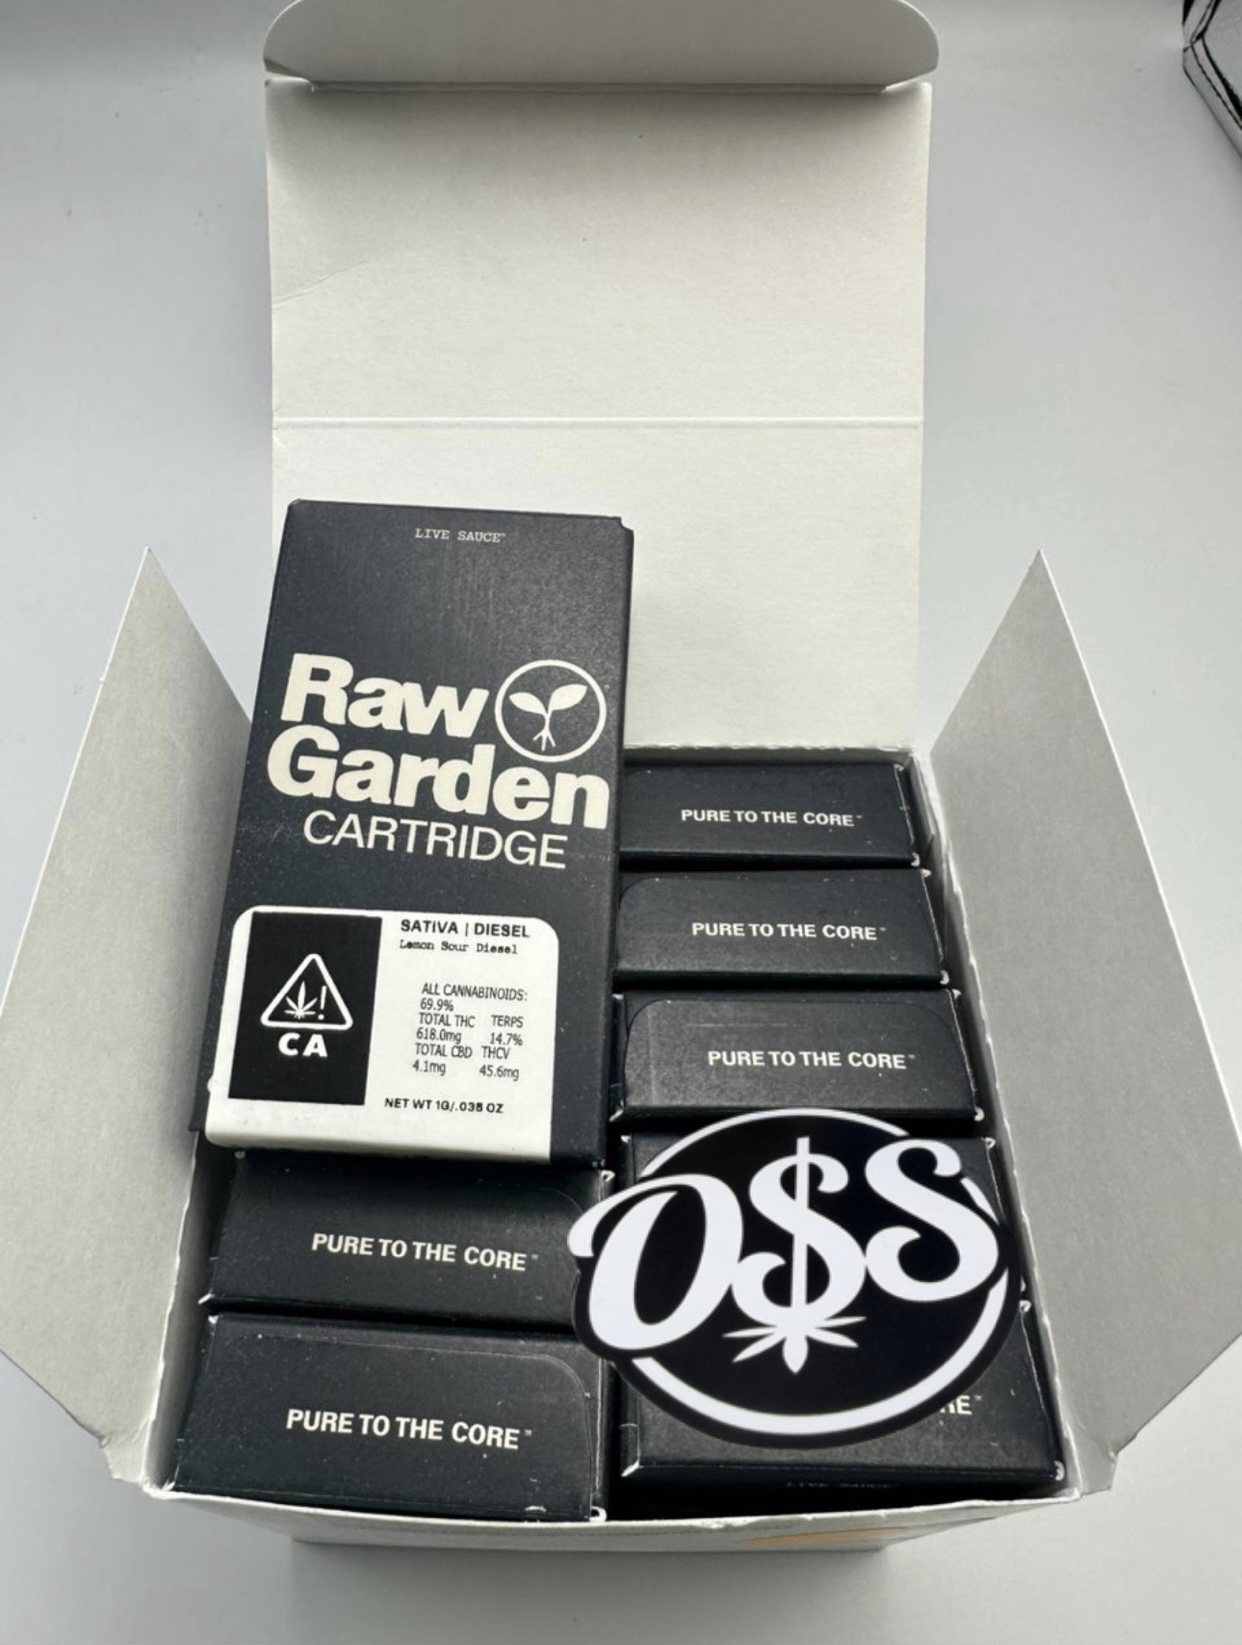 LIVE SAUCE™
Raw
Garden
CARTRIDGE
SATIVA | DIESEL
Lemon Sour Diesel
ALL CANNABINOIDS:
69.9%
TOTAL THC TERPS
618.0mg 14.7%
TOTAL CBD THCV
4.1mg 45.6mg
CA
NET WT 1G/.035 OZ
PURE TO THE CORE™
PURE TO THE CORE™
PURE TO THE CORE™
PURE TO THE CORE™
PURE TO THE CORE™
O$S